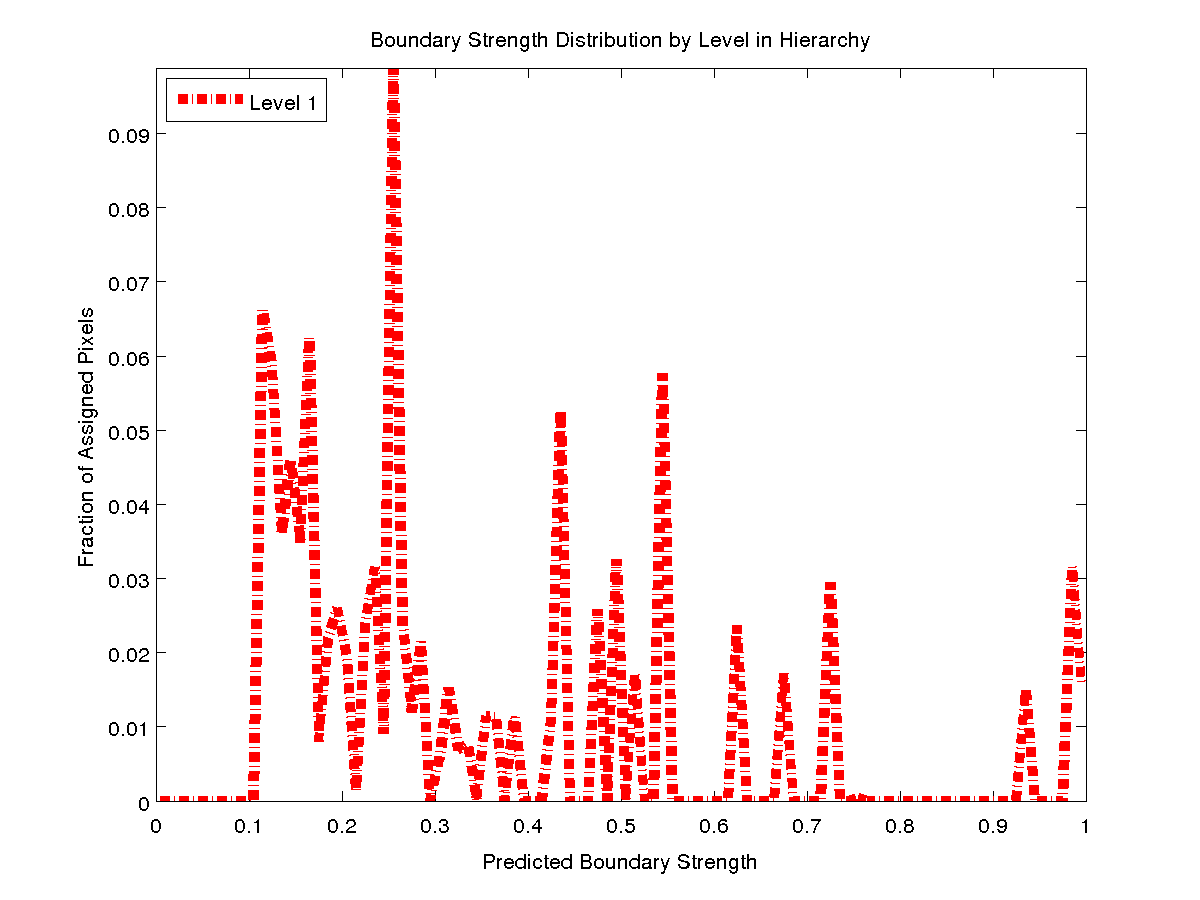 Boundary Strength Distribution by Level in Hierarchy
Level 1
0.09
0.08
0.07
0.06
0.05
0.04
0.03
0.02
0.01
0
Fraction of Assigned Pixels
0 0.1 0.2 0.3 0.4 0.5 0.6 0.7 0.8 0.9 1
Predicted Boundary Strength